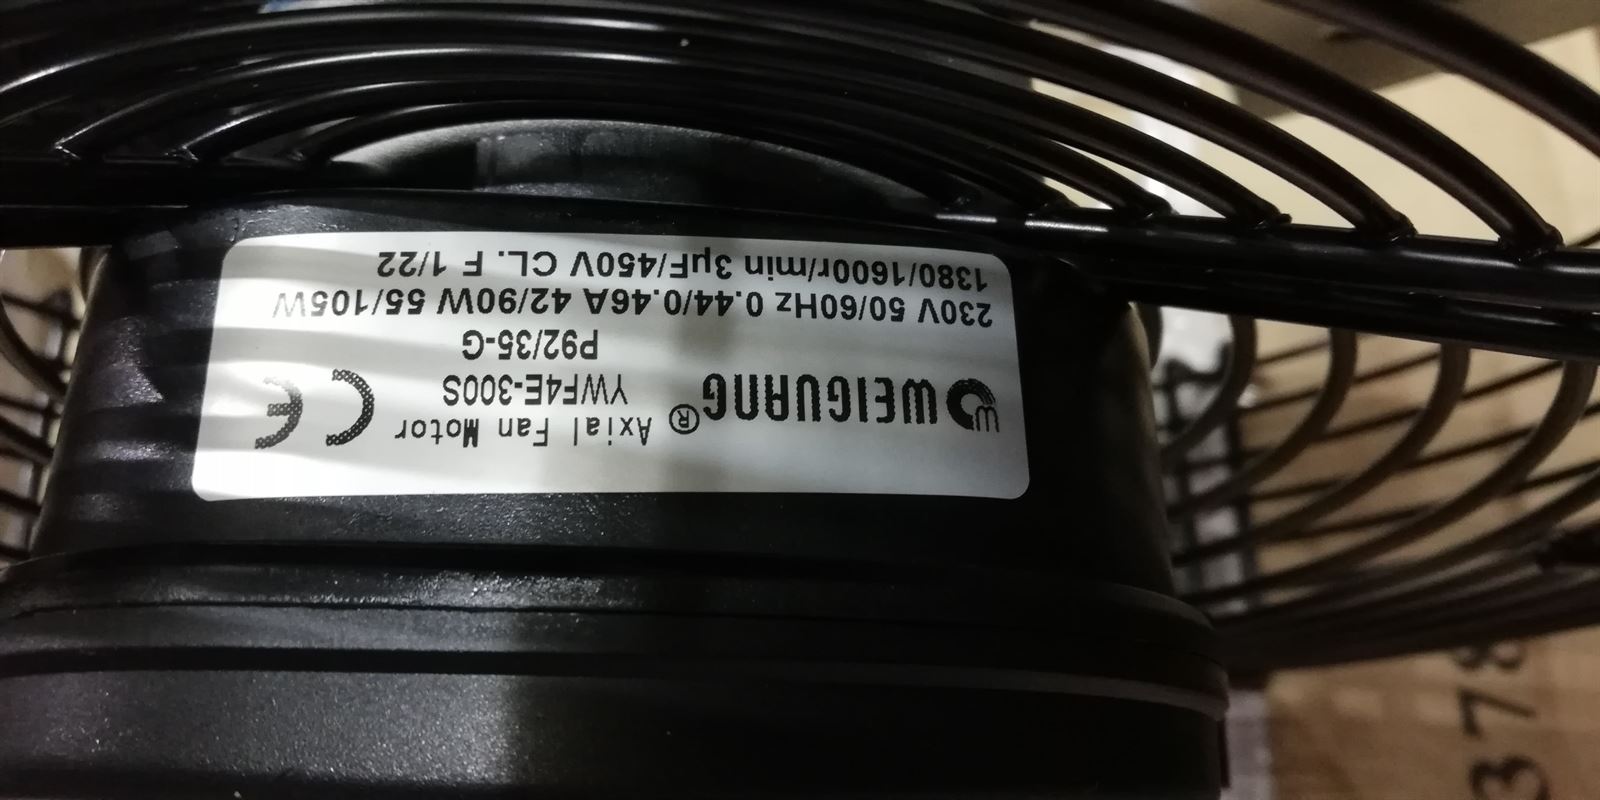 WEIGUANG® Axial Fan Motor CE
YWF4E-300S
P92/35-G
230V 50/60Hz 0.44/0.46A 42/90W 55/105W
1380/1600r/min 3μF/450V CL. F 1/22
378